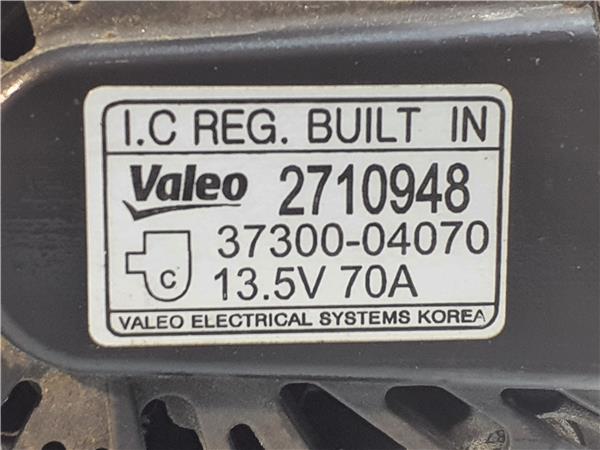 I.C REG. BUILT IN
Valeo 2710948
37300-04070
C 13.5V 70A
VALEO ELECTRICAL SYSTEMS KOREA